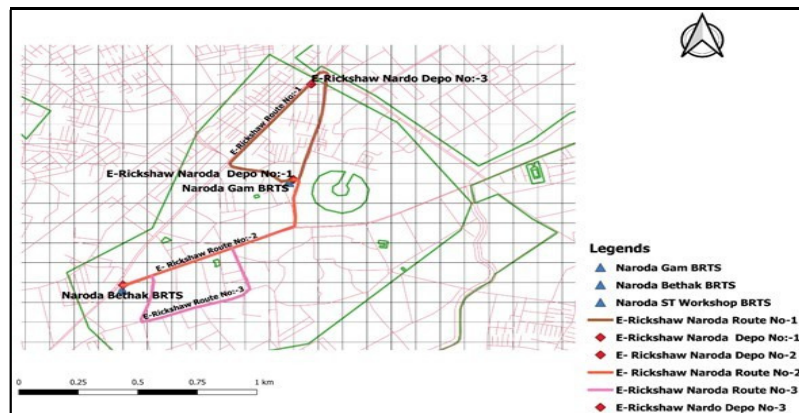 E-Rickshaw Nardo Depo No:-3
E-Rickshaw Route No:-1
E-Rickshaw Naroda  Depo No:-1
Naroda Gam BRTS
E- Rickshaw Route No:-2
Naroda Bethak BRTS
E-Rickshaw Route No:-3
Legends
Naroda Gam BRTS
Naroda Bethak BRTS
Naroda ST Workshop BRTS
E-Rickshaw Naroda Route No-1
E-Rickshaw Naroda  Depo No:-1
E- Rickshaw Naroda Depo No-2
E- Rickshaw Naroda Route No-2
E-Rickshaw Naroda Route No-3
E-Rickshaw Nardo Depo No-3
0 0.25 0.5 0.75 1 km